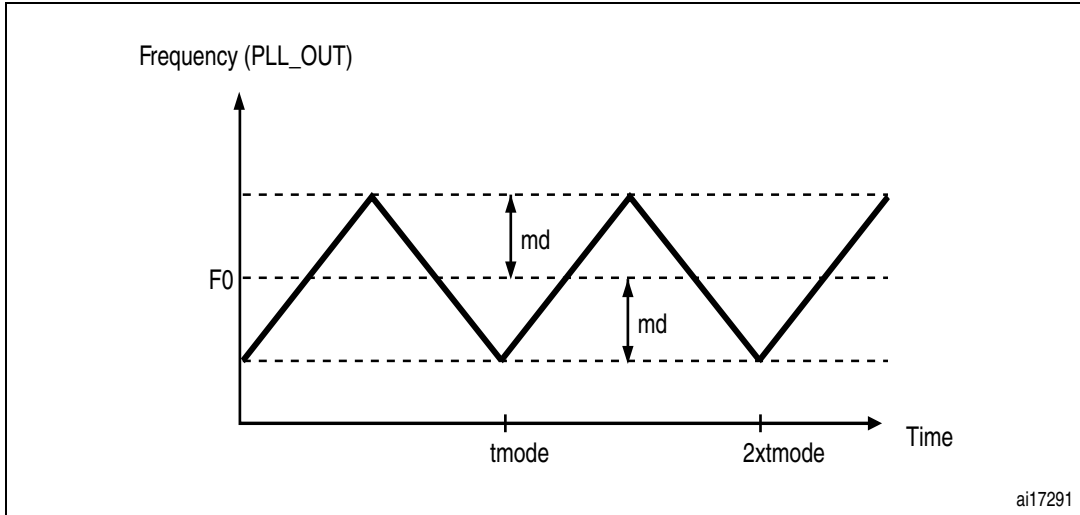 Frequency (PLL_OUT)
md
F0
md
tmode
2xtmode
Time
ai17291